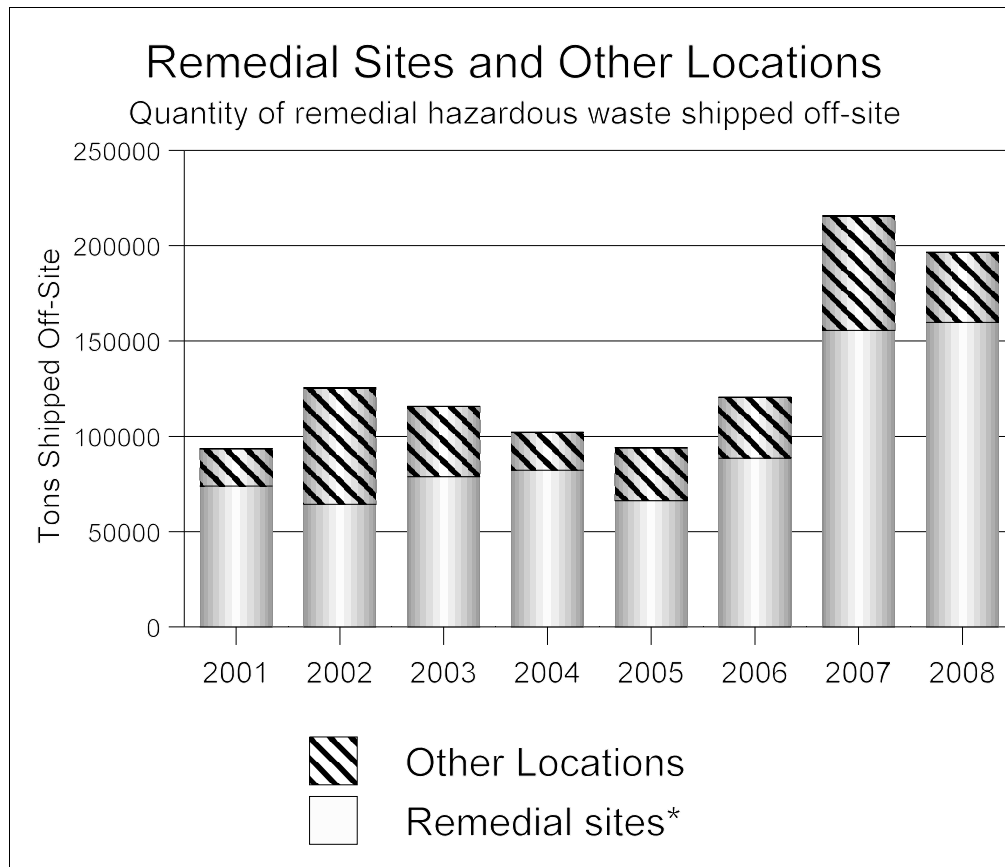 Remedial Sites and Other Locations
Quantity of remedial hazardous waste shipped off-site
Tons Shipped Off-Site
250000
200000
150000
100000
50000
0
2001 2002 2003 2004 2005 2006 2007 2008
Other Locations
Remedial sites*